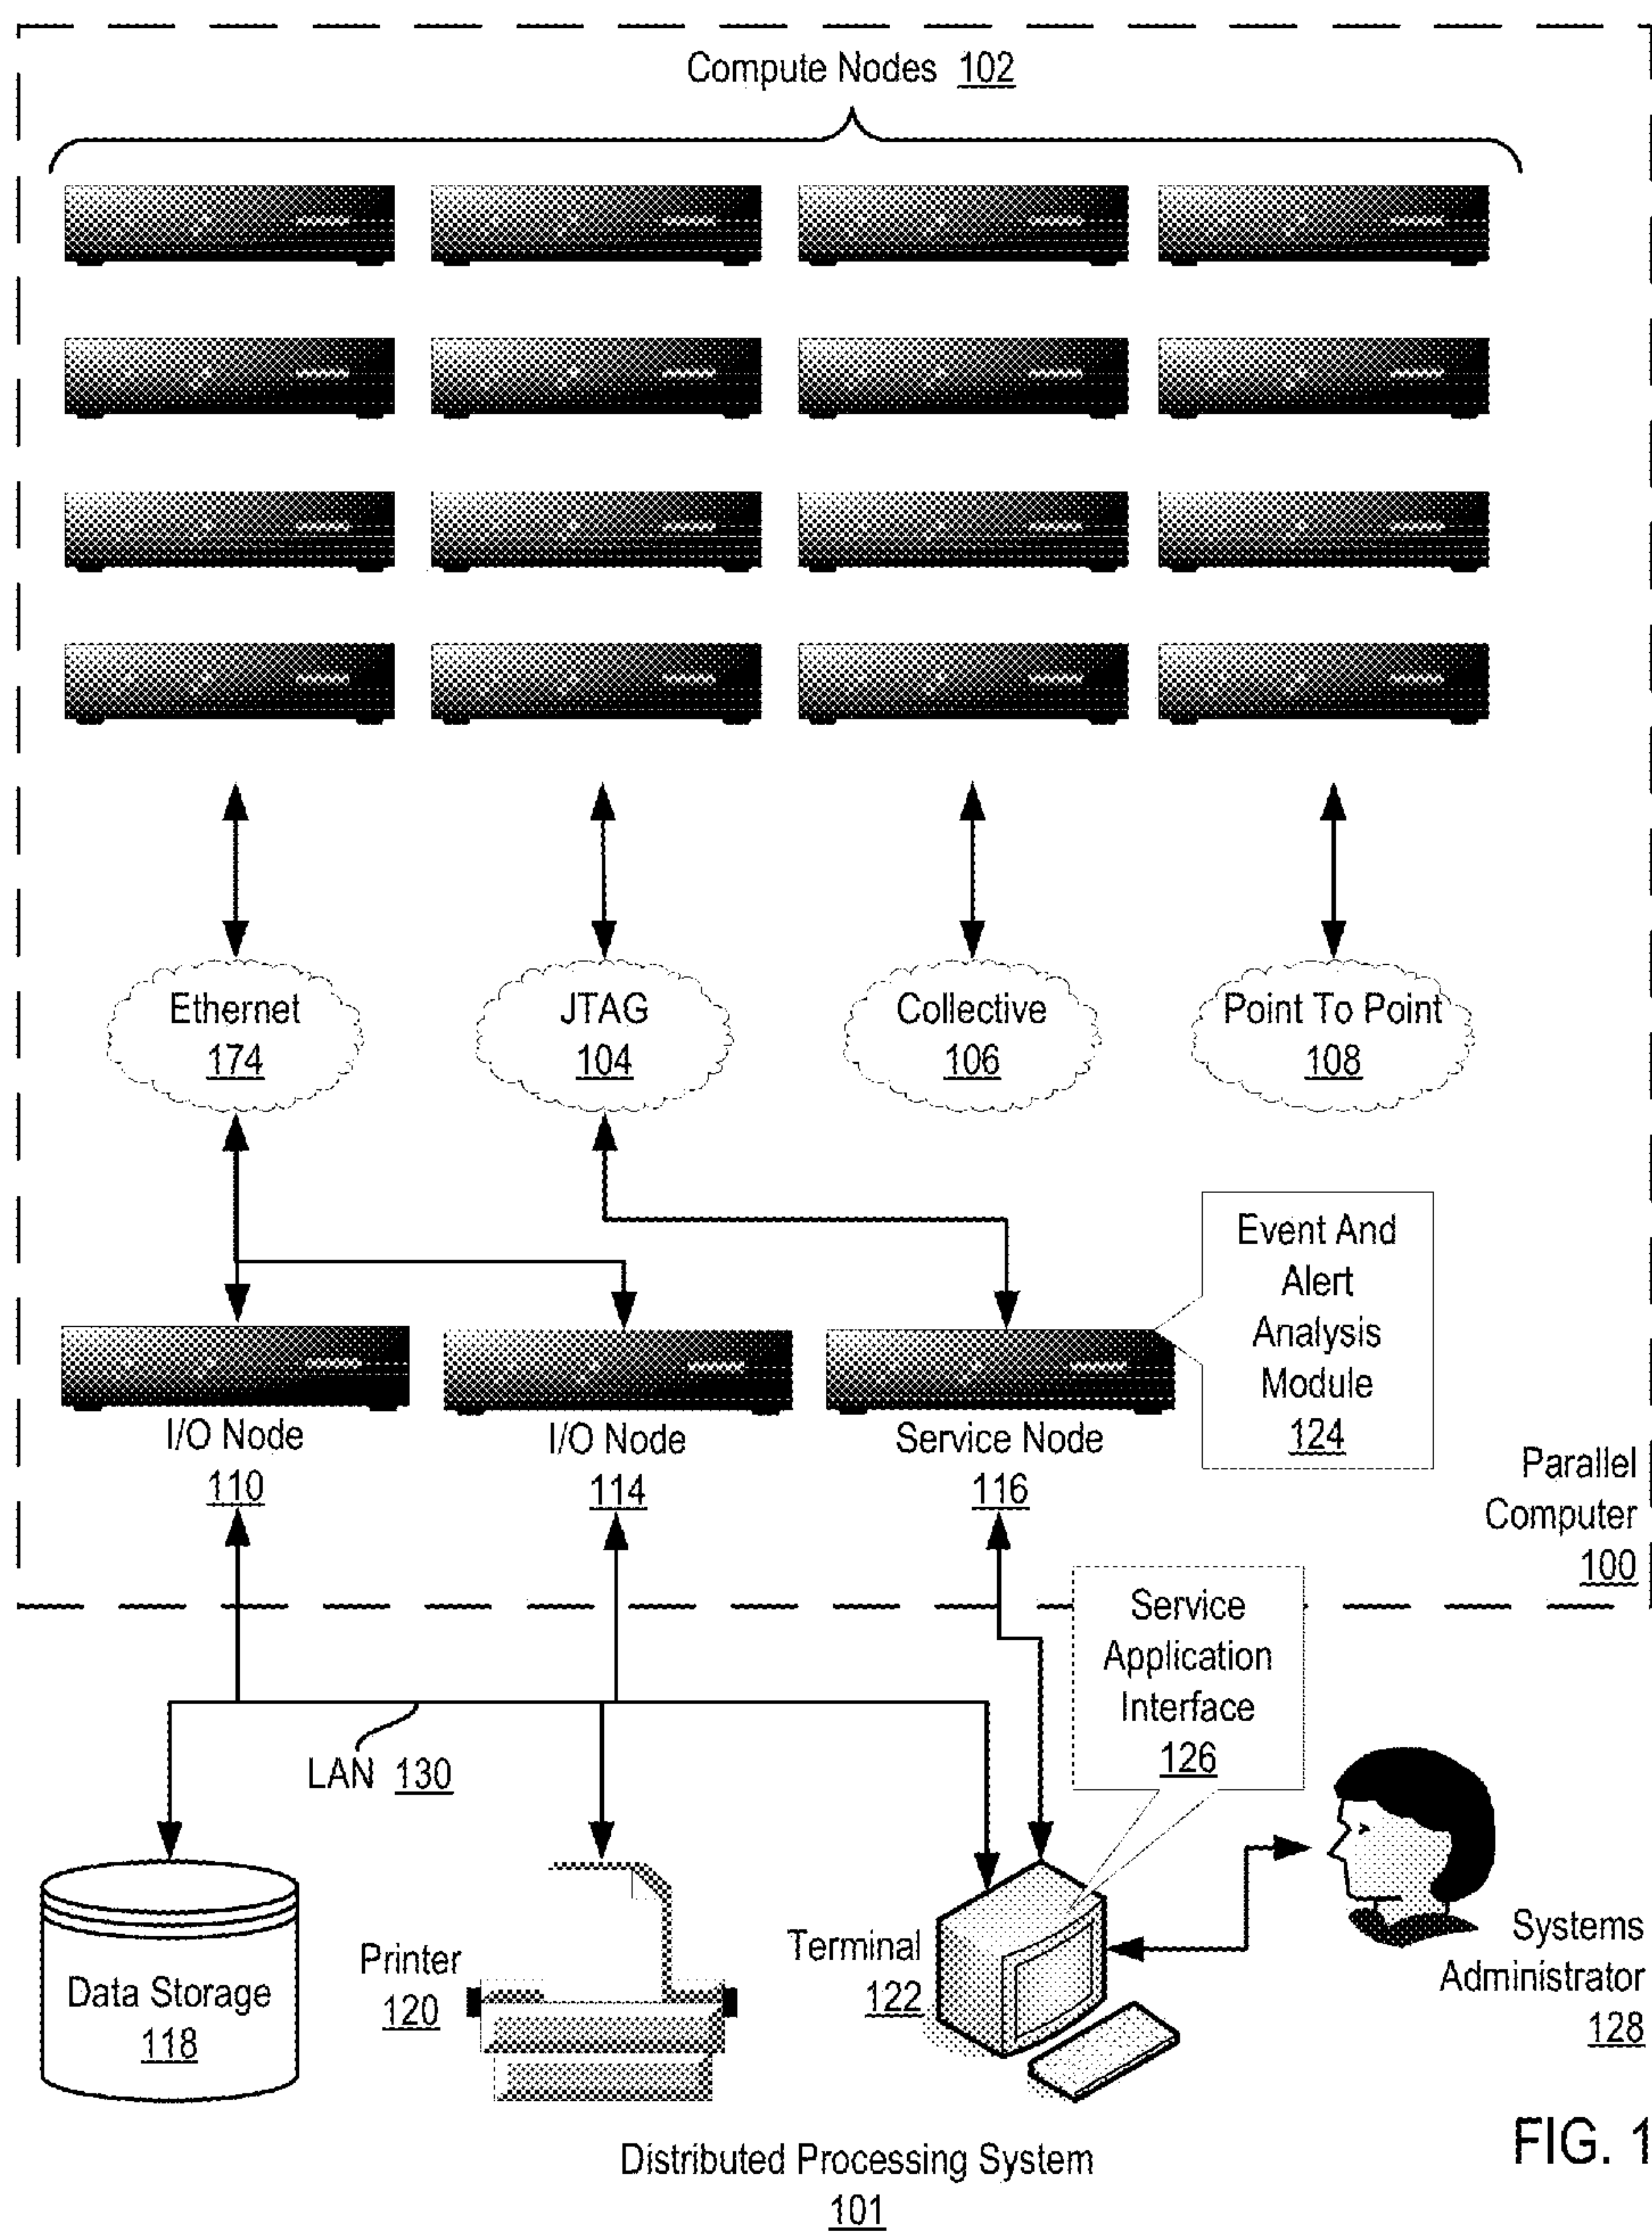 Compute Nodes 102
Ethernet
174
JTAG
104
Collective
106
Point To Point
108
Event And
Alert
Analysis
Module
124
I/O Node
110
I/O Node
114
Service Node
116
Parallel
Computer
100
Service
Application
Interface
126
LAN 130
Data Storage
118
Printer
120
Terminal
122
Systems
Administrator
128
Distributed Processing System
101
FIG. 1